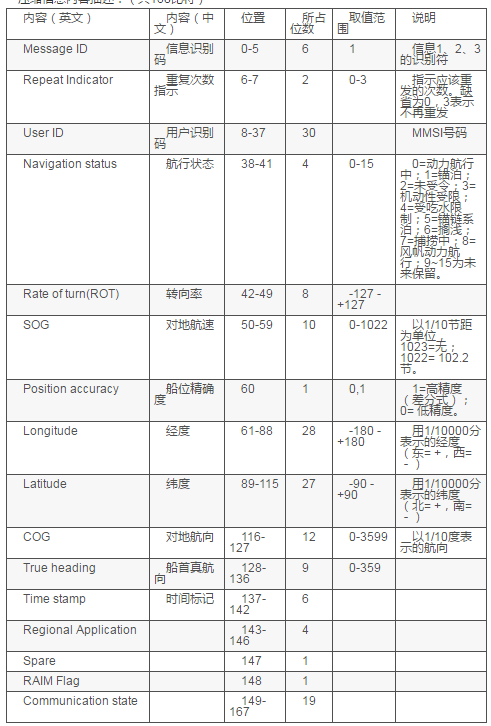 内容（英文） 内容（中文） 位置 所占位数 取值范围 说明
Message ID 信息识别码 0-5 6 1 信息1、2、3的识别符
Repeat Indicator 重复次数指示 6-7 2 0-3 指示应该重发的次数。缺省为0，3表示不再重发
User ID 用户识别码 8-37 30 MMSI号码
Navigation status 航行状态 38-41 4 0-15 0=动力航行中；1=锚泊；2=未受令；3=机动性受限；4=受吃水限制；5=锚链系泊；6=搁浅；7=捕捞中；8=风帆动力航行；9~15为未来保留。
Rate of turn(ROT) 转向率 42-49 8 -127 - +127
SOG 对地航速 50-59 10 0-1022 以1/10节距为单位，1023=无；1022= 102.2节。
Position accuracy 船位精确度 60 1 0,1 1=高精度（差分式）；0= 低精度。
Longitude 经度 61-88 28 -180 - +180 用1/10000分表示的经度（东= +，西= - ）
Latitude 纬度 89-115 27 -90 - +90 用1/10000分表示的纬度（北= +，南= - ）
COG 对地航向 116-127 12 0-3599 以1/10度表示的航向
True heading 船首真航向 128-136 9 0-359
Time stamp 时间标记 137-142 6
Regional Application 143-146 4
Spare 147 1
RAIM Flag 148 1
Communication state 149-167 19